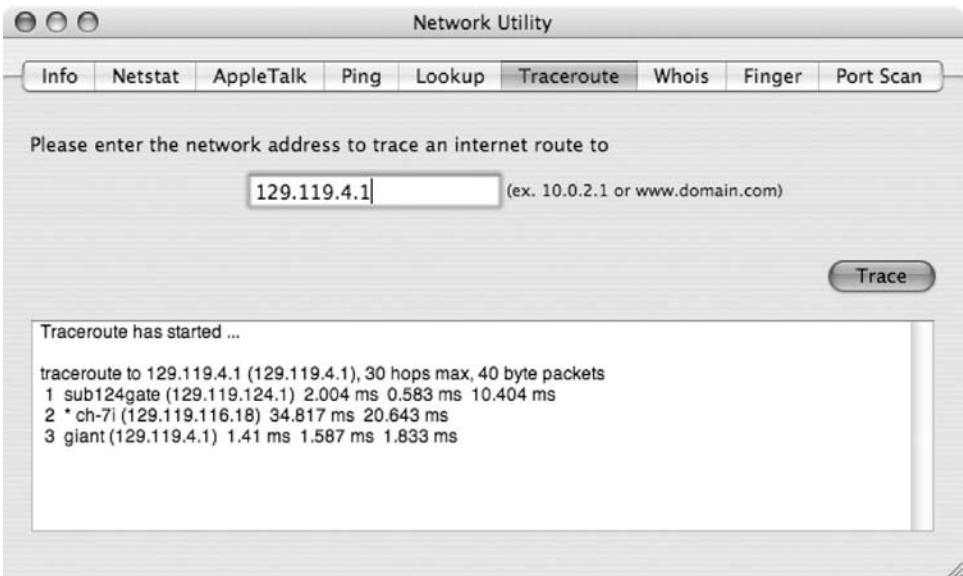 Network Utility
Info Netstat AppleTalk Ping Lookup Traceroute Whois Finger Port Scan
Please enter the network address to trace an internet route to
129.119.4.1 (ex. 10.0.2.1 or www.domain.com)
Trace
Traceroute has started ...
traceroute to 129.119.4.1 (129.119.4.1), 30 hops max, 40 byte packets
1 sub124gate (129.119.124.1) 2.004 ms 0.583 ms 10.404 ms
2 * ch-7i (129.119.116.18) 34.817 ms 20.643 ms
3 giant (129.119.4.1) 1.41 ms 1.587 ms 1.833 ms